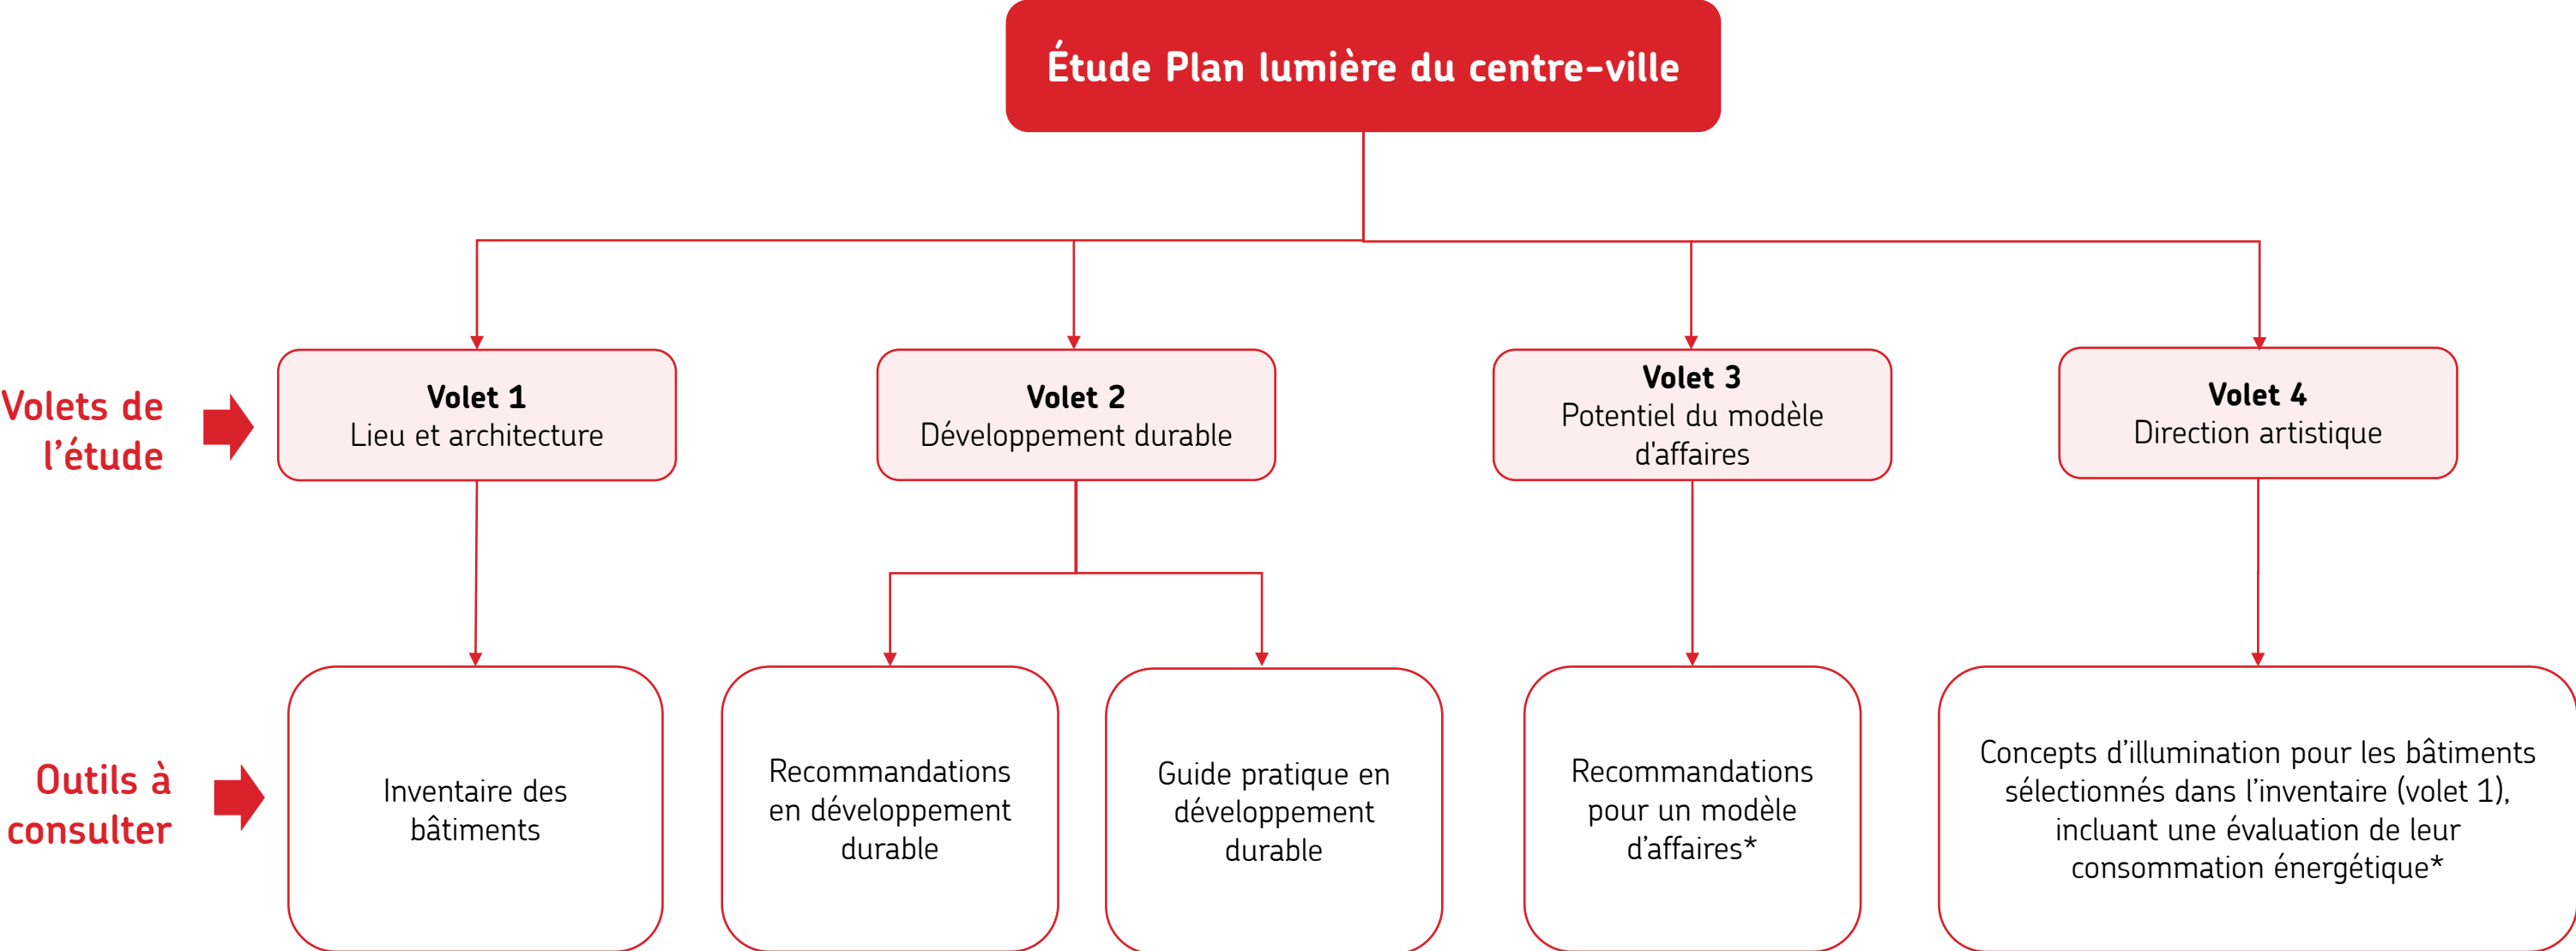 Étude Plan lumière du centre-ville
Volets de
l'étude
Volet 1
Lieu et architecture
Volet 2
Développement durable
Volet 3
Potentiel du modèle
d'affaires
Volet 4
Direction artistique
Outils à
consulter
Inventaire des
bâtiments
Recommandations
en développement
durable
Guide pratique en
développement
durable
Recommandations
pour un modèle
d’affaires*
Concepts d’illumination pour les bâtiments
sélectionnés dans l’inventaire (volet 1),
incluant une évaluation de leur
consommation énergétique*